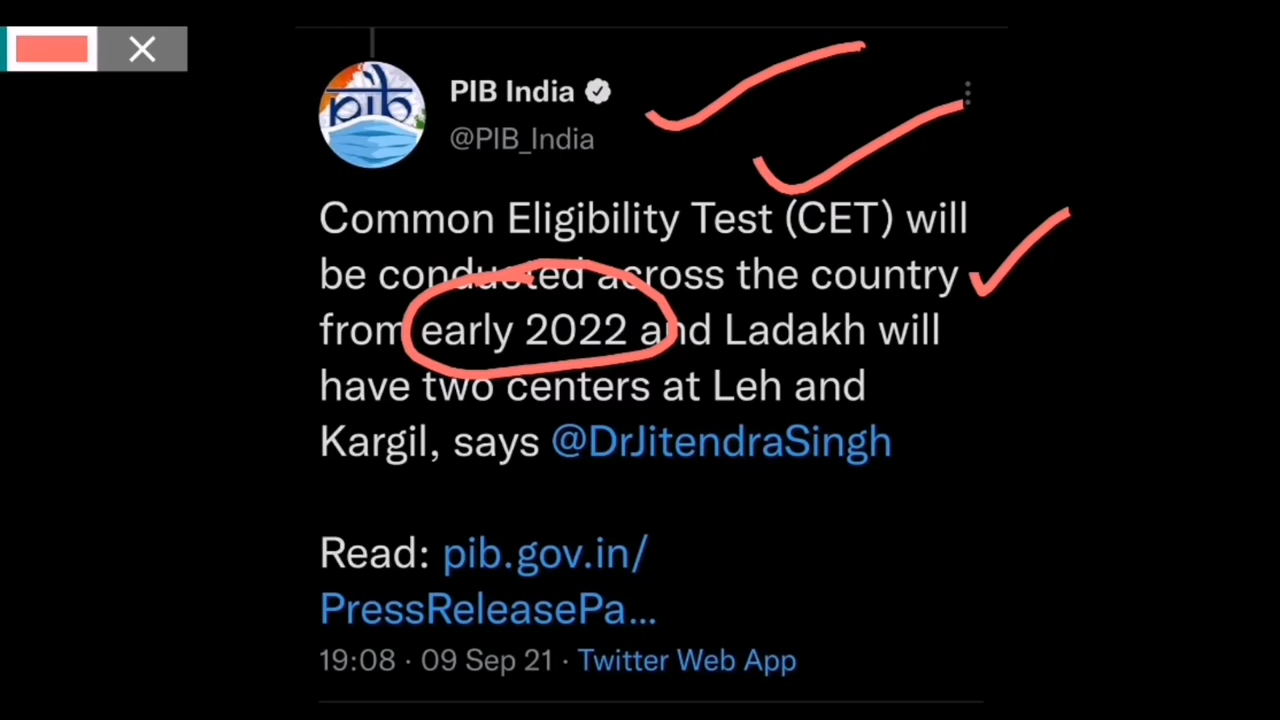 pib
PIB India
@PIB_India
Common Eligibility Test (CET) will
be conducted across the country
from early 2022 and Ladakh will
have two centers at Leh and
Kargil, says @DrJitendraSingh
Read: pib.gov.in/
PressReleasePa...
19:08 · 09 Sep 21 · Twitter Web App